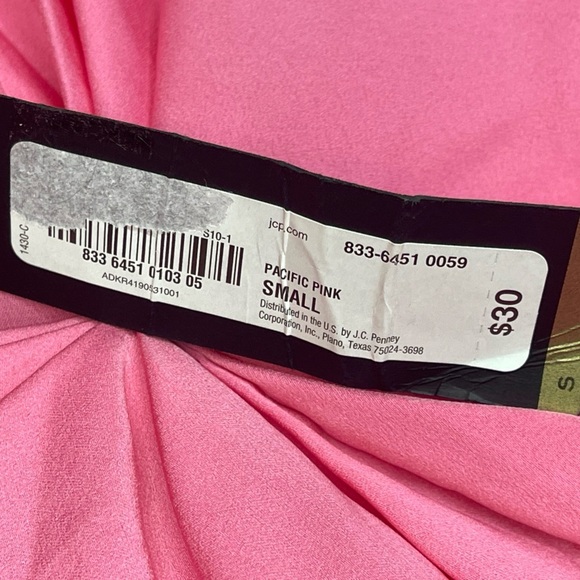 1430-C
S10-1
833 6451 0103 05
ADKR4190531001
jcp.com
833-6451 0059
PACIFIC PINK
SMALL
Distributed in the U.S. by J.C. Penney
Corporation, Inc., Plano, Texas 75024-3698
$30
S